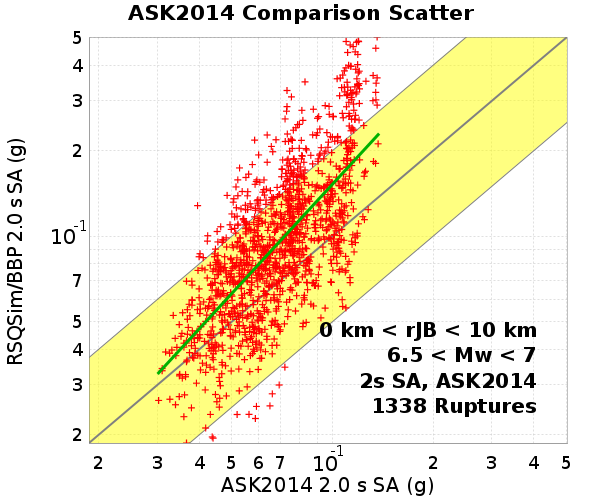 ASK2014 Comparison Scatter
RSQSim/BBP 2.0 s SA (g)
5
4
3
2
10-1
7
5
4
3
2
0 km < rJB < 10 km
6.5 < Mw < 7
2s SA, ASK2014
1338 Ruptures
2 3 4 5 6 7 10-1 2 3 4 5
ASK2014 2.0 s SA (g)